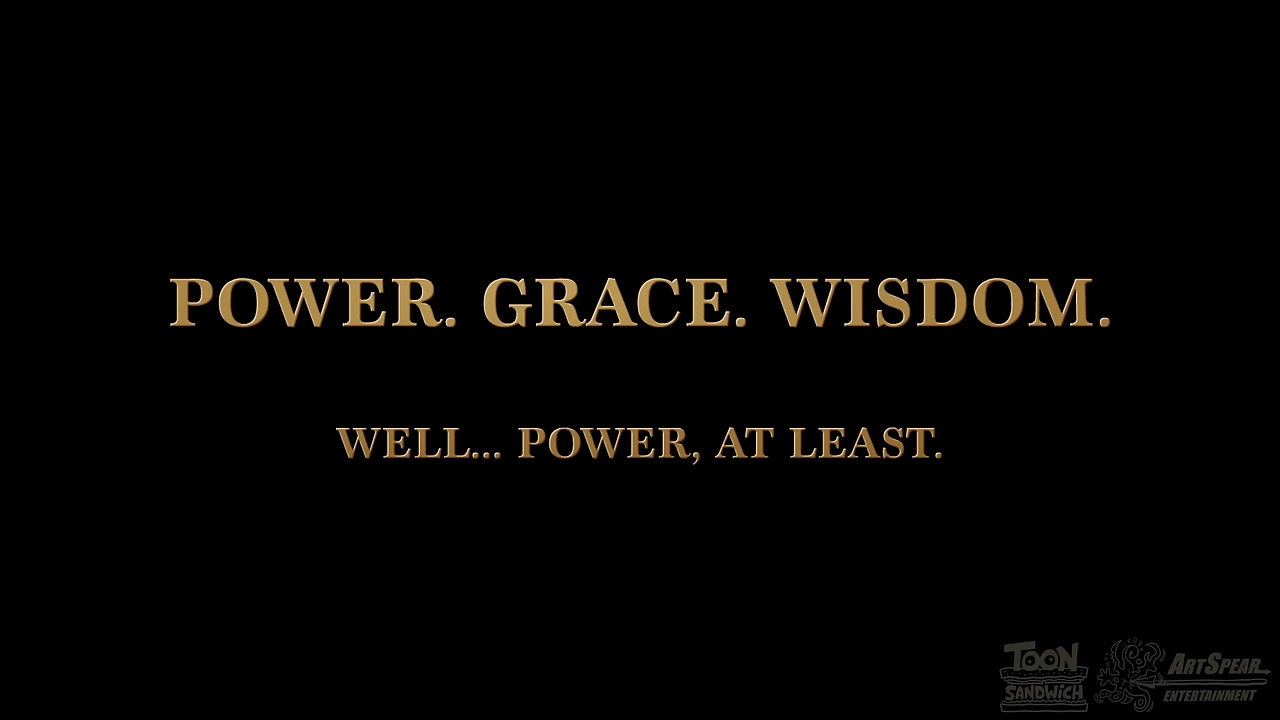 POWER. GRACE. WISDOM.
WELL... POWER, AT LEAST.
TOON
SANDWICH
ARTSPEAR
ENTERTAINMENT